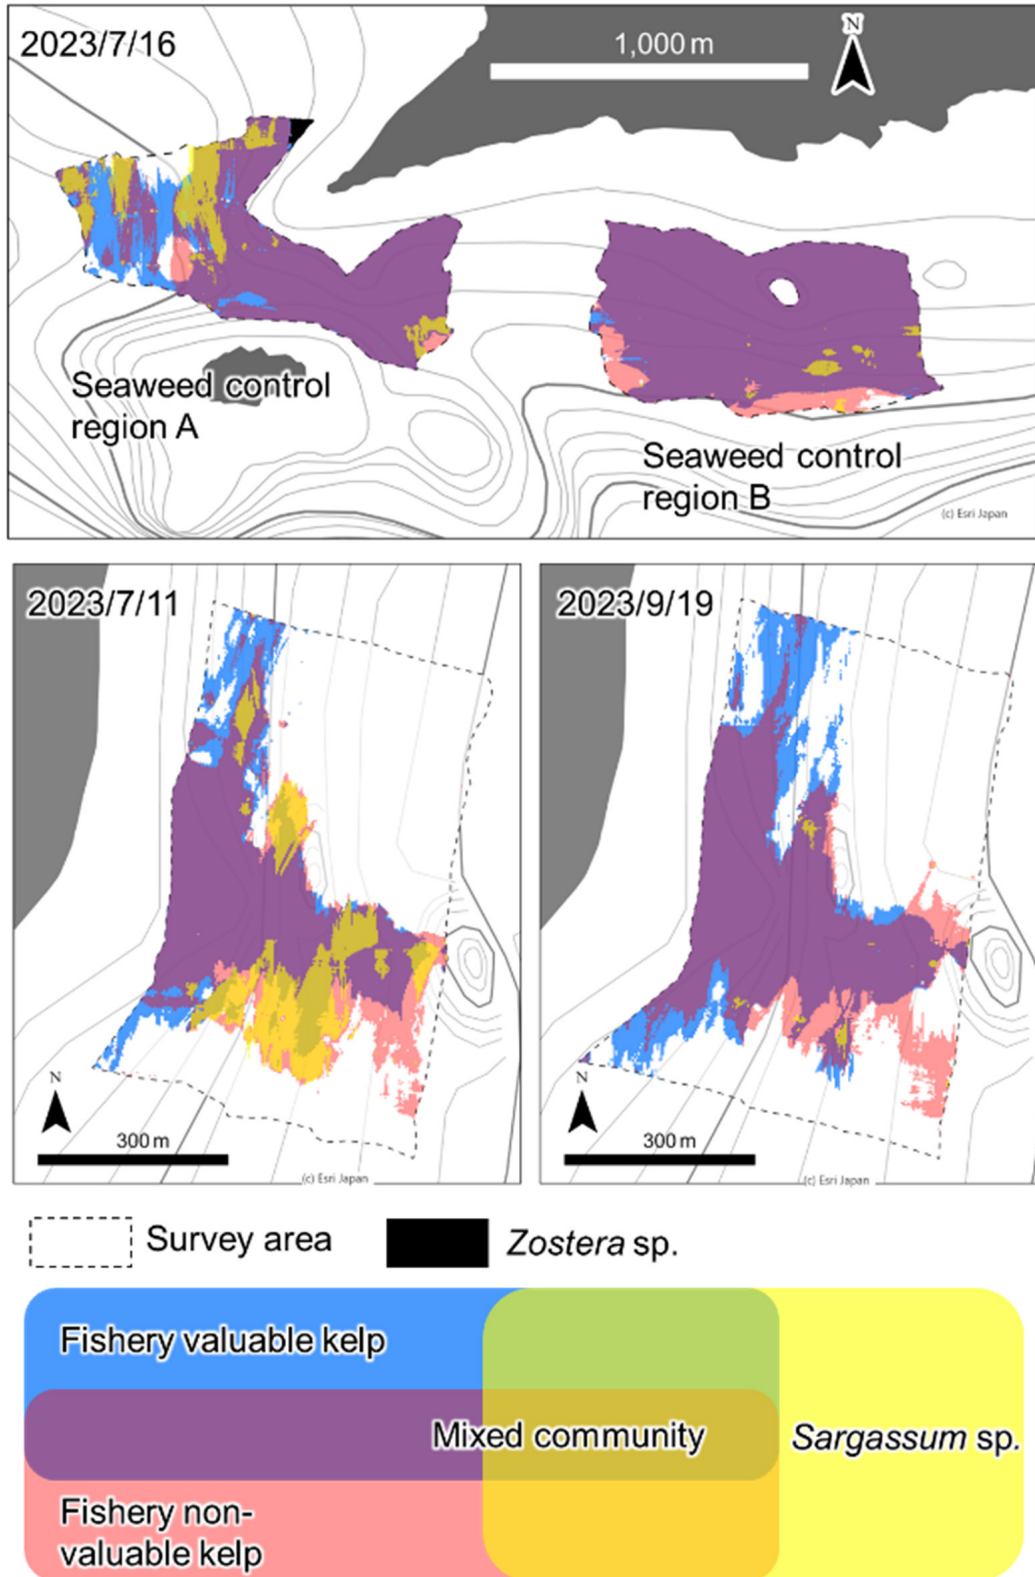 2023/7/16
1,000 m
N
Seaweed control
region A
Seaweed control
region B
(c) Esri Japan
2023/7/11
N
300 m
(c) Esri Japan
2023/9/19
N
300 m
(c) Esri Japan
Survey area
Zostera sp.
Fishery valuable kelp
Mixed community
Sargassum sp.
Fishery non-
valuable kelp